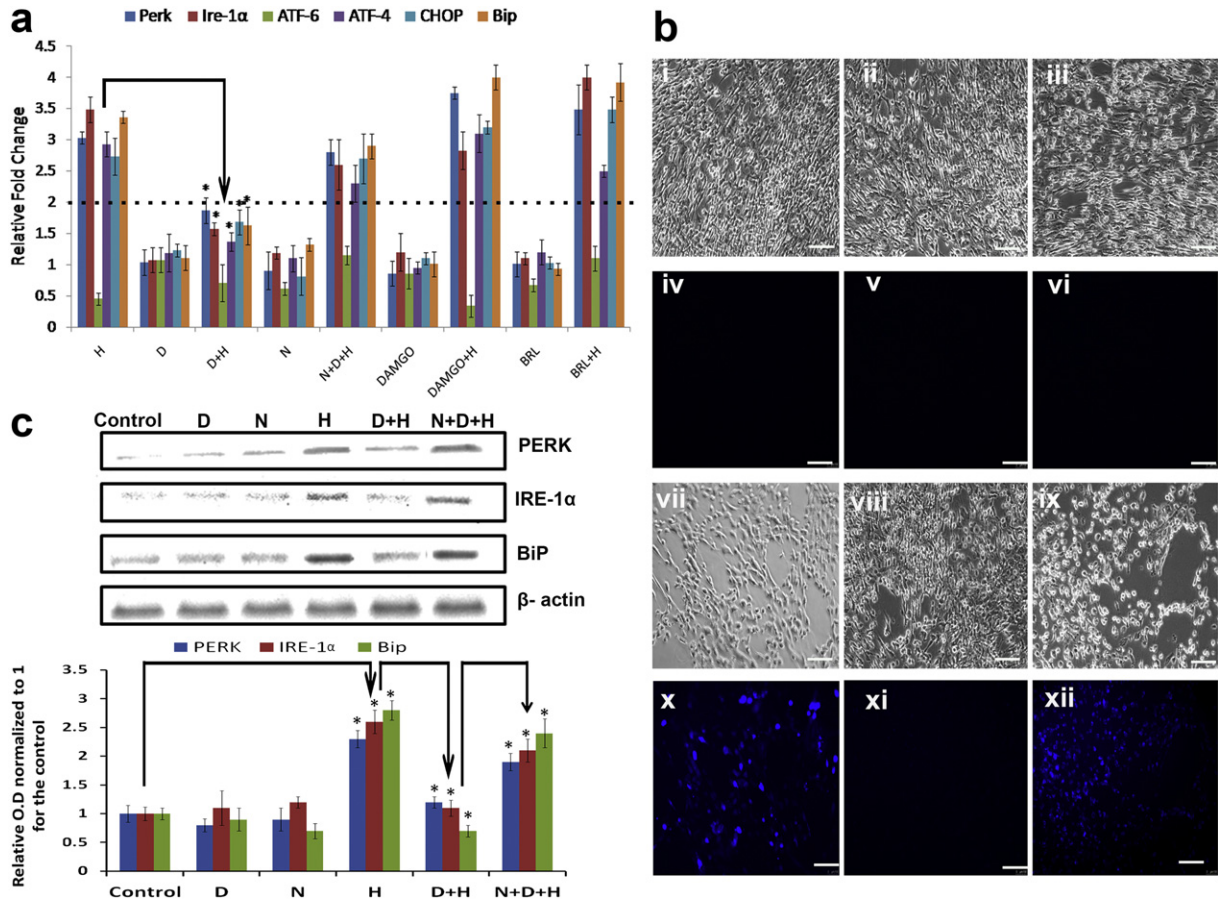 a
Perk Ire-1α ATF-6 ATF-4 CHOP Bip
Relative Fold Change
4.5
4
3.5
3
2.5
2
1.5
1
0.5
0
* * * * *
H D D+H N N+D+H DAMGO DAMGO+H BRL BRL+H
b
i ii iii
iv v vi
vii viii ix
x xi xii
c
Control D N H D+H N+D+H
PERK
IRE-1α
BiP
β- actin
PERK IRE-1α Bip
Relative O.D normalized to 1
for the control
3.5
3
2.5
2
1.5
1
0.5
0
* * * * * * * * *
Control D N H D+H N+D+H